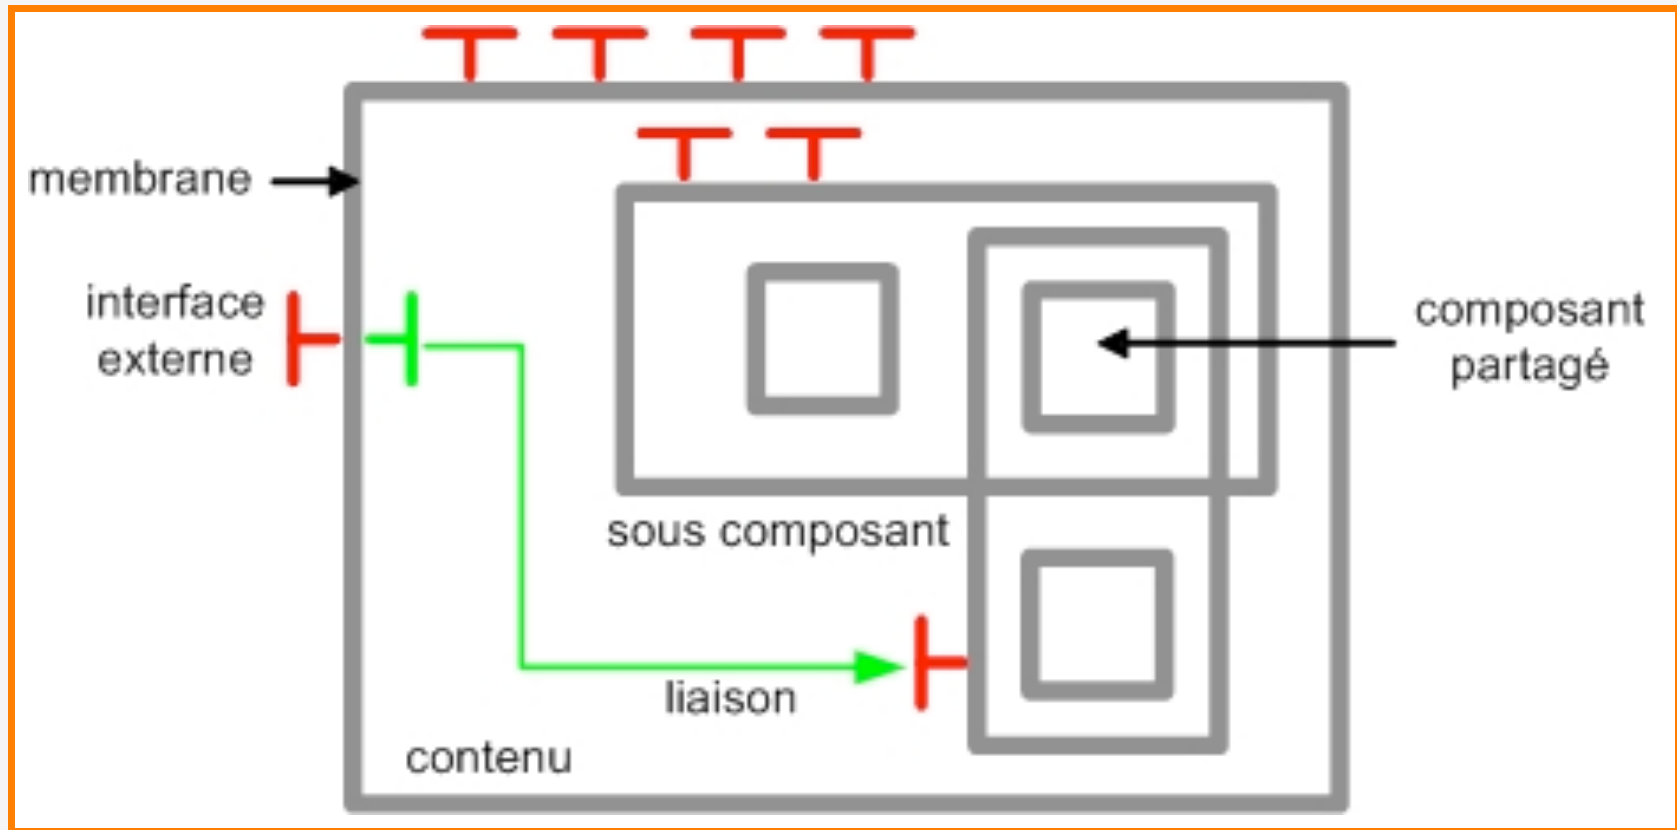 membrane
interface
externe
composant
partagé
sous composant
liaison
contenu